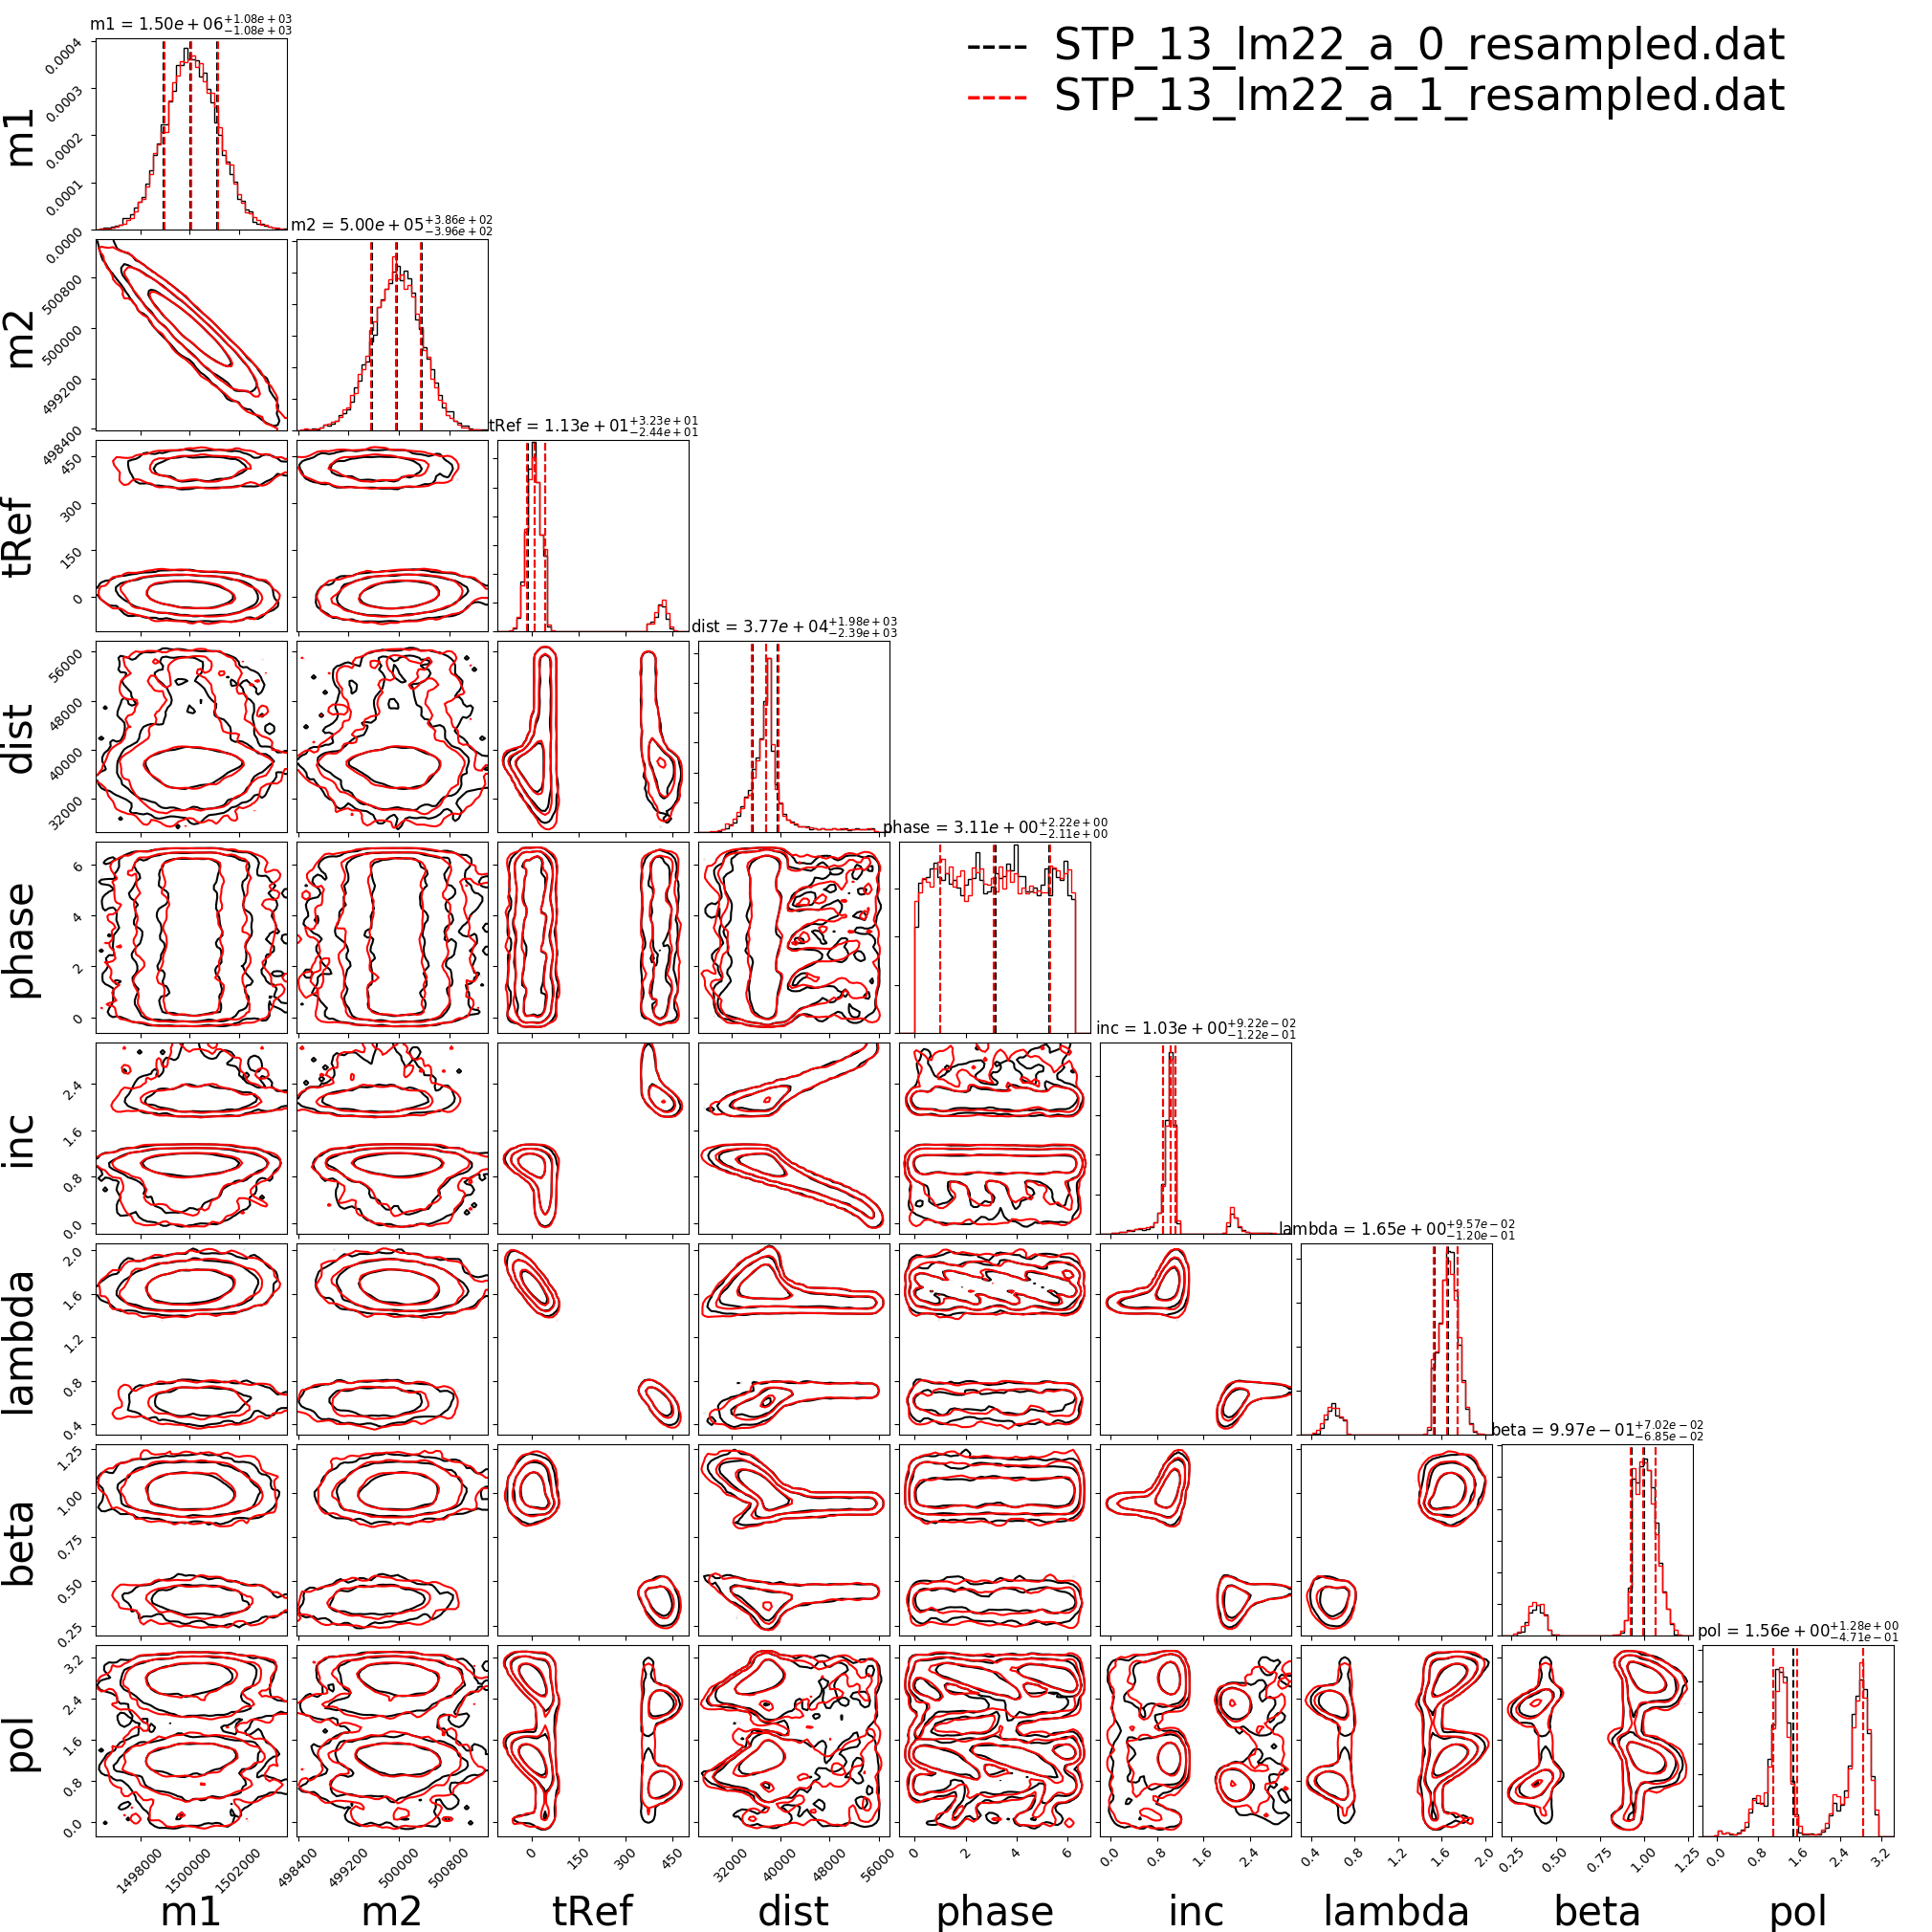 m1 = 1.50e + 06 +1.08e + 03 −1.08e + 03
STP_13_lm22_a_0_resampled.dat
STP_13_lm22_a_1_resampled.dat
m1
0.0004
0.0003
0.0002
0.0001
0.0000
m2 = 5.00e + 05 +3.86e + 02 −3.96e + 02
m2
500800
500000
499200
498400
tRef = 1.13e + 01 +3.23e + 01 −2.44e + 01
tRef
450
300
150
0
dist = 3.77e + 04 +1.98e + 03 −2.39e + 03
dist
56000
48000
40000
32000
phase = 3.11e + 00 +2.22e + 00 −2.11e + 00
phase
6
4
2
0
inc = 1.03e + 00 +9.22e − 02 −1.22e − 01
inc
2.4
1.6
0.8
0.0
lambda = 1.65e + 00 +9.57e − 02 −1.20e − 01
lambda
2.0
1.6
1.2
0.8
0.4
beta = 9.97e − 01 +7.02e − 02 −6.85e − 02
beta
1.25
1.00
0.75
0.50
0.25
pol = 1.56e + 00 +1.28e + 00 −4.71e − 01
pol
3.2
2.4
1.6
0.8
0.0
1498000 1500000 1502000 498400 499200 500000 500800 0 150 300 450 32000 40000 48000 56000 0 2 4 6 0.0 0.8 1.6 2.4 0.4 0.8 1.2 1.6 2.0 0.25 0.50 0.75 1.00 1.25 0.0 0.8 1.6 2.4 3.2
m1 m2 tRef dist phase inc lambda beta pol